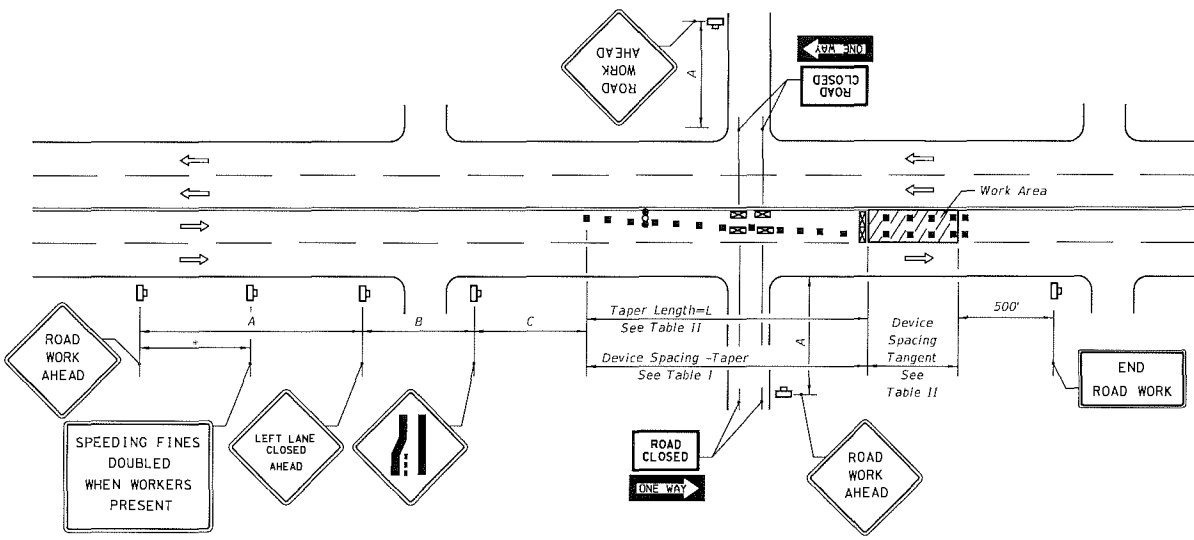 ROAD
WORK
AHEAD
A
ONE WAY
ROAD
CLOSED
Work Area
A
B
C
*
Taper Length=L
See Table II
Device Spacing -Taper
See Table I
A
Device
Spacing
Tangent
See
Table II
500'
ROAD
WORK
AHEAD
SPEEDING FINES
DOUBLED
WHEN WORKERS
PRESENT
LEFT LANE
CLOSED
AHEAD
ROAD
CLOSED
ONE WAY
ROAD
WORK
AHEAD
END
ROAD WORK